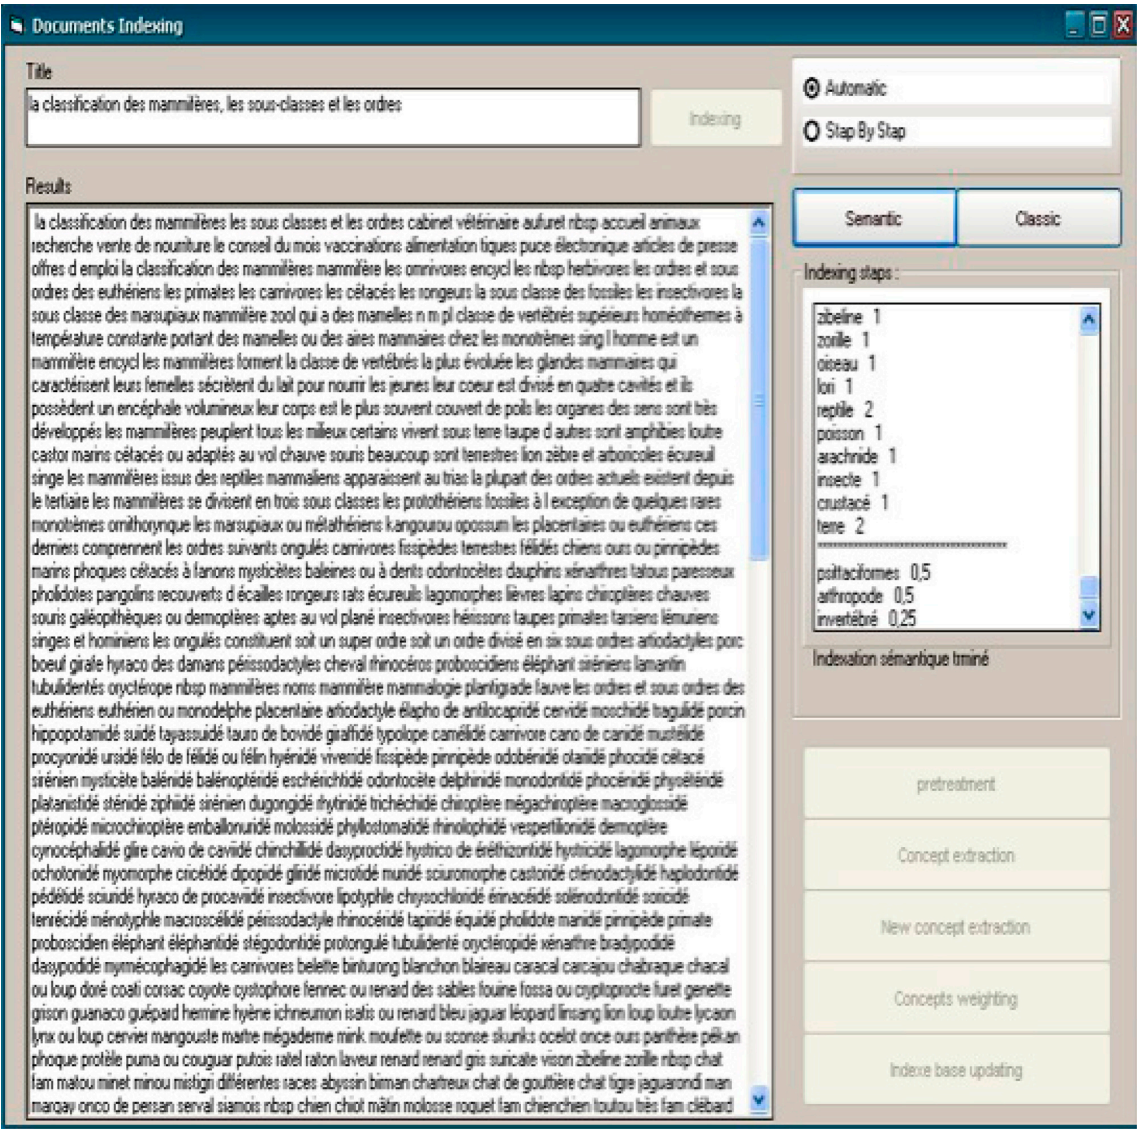 Documents Indexing
Title
la classification des mammifères, les sous-classes et les ordres
Indexing
Automatic
Stap By Stap
Results
la classification des mammifères les sous classes et les ordres cabinet vétérinaire aufuret nbsp accueil animaux
recherche vente de nourriture le conseil du mois vaccinations alimentation tiques puce électronique articles de presse
offres d emploi la classification des mammifères mammifère les omnivores encycl les nbsp herbivores les ordres et sous
ordres des euthériens les primates les carnivores les cétacés les rongeurs la sous classe des fossiles les insectivores la
sous classe des marsupiaux mammifère zool qui a des mamelles n m pl classe de vertébrés supérieurs homéothermes à
température constante portant des mamelles ou des aires mammaires chez les monotrèmes sing l homme est un
mammifère encycl les mammifères forment la classe de vertébrés la plus évoluée les glandes mammaires qui
caractérisent leurs femelles sécrètent du lait pour nourrir les jeunes leur coeur est divisé en quatre cavités et ils
possèdent un encéphale volumineux leur corps est le plus souvent couvert de poils les organes des sens sont très
développés les mammifères peuplent tous les milieux certains vivent sous terre taupe d autres sont amphibies loutre
castor marins cétacés ou adaptés au vol chauve souris beaucoup sont terrestres lion zèbre et arboricoles écureuil
singe les mammifères issus des reptiles mammaliens apparaissent au trias la plupart des ordres actuels existent depuis
le tertiaire les mammifères se divisent en trois sous classes les protothériens fossiles à l exception de quelques rares
monotrèmes ornithorynque les marsupiaux ou métathériens kangourou opossum les placentaires ou euthériens ces
derniers comprennent les ordres suivants ongulés carnivores fissipèdes terrestres félidés chiens ours ou pinnipèdes
marins phoques cétacés à fanons mysticètes baleines ou à dents odontocètes dauphins xénarthres tatous paresseux
pholidotes pangolins recouverts d écailles rongeurs rats écureuils lagomorphes lièvres lapins chiroptères chauves
souris galéopithèques ou dermoptères aptes au vol plané insectivores hérissons taupes primates tarsiens lémuriens
singes et hominiens les ongulés constituent soit un super ordre soit un ordre divisé en six sous ordres artiodactyles porc
boeuf girafe hyraco des damans périssodactyles cheval rhinocéros proboscidiens éléphant siréniens lamantin
tubulidentés oryctérope nbsp mammifères noms mammifère mammalogie plantigrade fauve les ordres et sous ordres des
euthériens euthérien ou monodelphe placentaire artiodactyle élapho de antilocapridé cervidé moschidé tragulidé porcin
hippopotamidé suidé tayassuidé tauro de bovidé giraffidé typolope camélidé carnivore cano de canidé mustélidé
procyonidé ursidé félo de félidé ou félin hyénidé viverridé fissipède pinnipède odobénidé otariidé phocidé cétacé
sirénien mysticète balénidé balénoptéridé eschérichtidé odontocète delphinidé monodontidé phocénidé physétéridé
platanistidé sténidé ziphiidé sirénien dugongidé rhytinidé trichéchidé chiroptère mégachiroptère macroglossidé
ptéropidé microchiroptère emballonuridé molossidé phyllostomatidé rhinolophidé vespertilionidé dermoptère
cynocéphalidé glire cavio de caviidé chinchillidé dasyproctidé hystrico de éréthizontidé hystricidé lagomorphe léporidé
ochotonidé myomorphe cricétidé dipopidé gliridé microtidé muridé sciuromorphe castoridé cténodactylidé haplodontidé
pédétidé sciuridé hyraco de procaviidé insectivore lipotyphle chrysochloridé érinacéidé solénodontidé soricidé
tenrécidé ménotyphle macroscélidé périssodactyle rhinocéridé tapiridé équidé pholidote manidé pinnipède primate
proboscidien éléphant éléphantidé stégodontidé protongulé tubulidenté oryctéropidé xénarthre bradypodidé
dasypodidé myrmécophagidé les carnivores belette binturong blanchon blaireau caracal carcajou chabraque chacal
ou loup doré coati corsac coyote cystophore fennec ou renard des sables fouine fossa ou cryptoprocte furet genette
grison guanaco guépard hermine hyène ichneumon isatis ou renard bleu jaguar léopard linsang lion loup loutre lycaon
lynx ou loup cervier mangouste martre mégaderme mink moufette ou sconse skunks ocelot once ours panthère pékan
phoque protèle puma ou couguar putois ratel raton laveur renard renard gris suricate vison zibeline zorille nbsp chat
fam matou minet minou mistigri différentes races abyssin birman chartreux chat de gouttière chat tigre jaguarondi man
margay onco de persan serval siamois nbsp chien chiot mâtin molosse roquet fam chienchien toutou très fam clébard
Semantic
Classic
Indexing staps :
zibeline 1
zorille 1
oiseau 1
lori 1
reptile 2
poisson 1
arachnide 1
insecte 1
crustacé 1
terre 2
psittaciformes 0,5
arthropode 0,5
invertébré 0,25
Indexation sémantique trminé
pretreatment
Concept extraction
New concept extraction
Concepts weighting
Indexe base updating